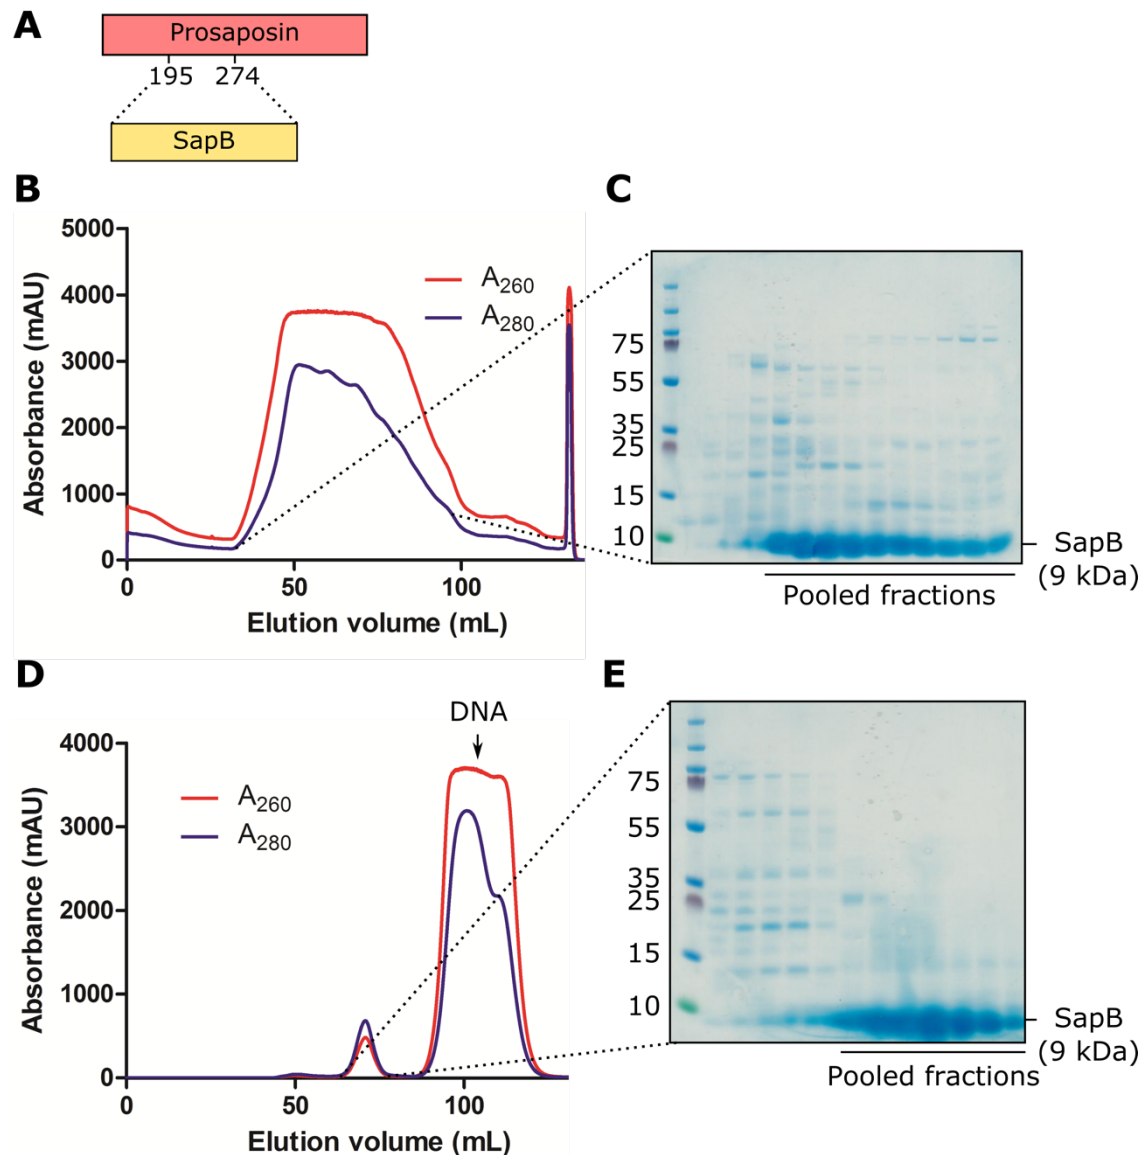 A
Prosaposin
195 274
SapB
B
Absorbance (mAU)
5000
4000
3000
2000
1000
0
0 50 100
Elution volume (mL)
A260
A280
C
75
55
35
25
15
10
SapB
(9 kDa)
Pooled fractions
D
Absorbance (mAU)
4000
3000
2000
1000
0
0 50 100
Elution volume (mL)
A260
A280
DNA
E
75
55
35
25
15
10
SapB
(9 kDa)
Pooled fractions